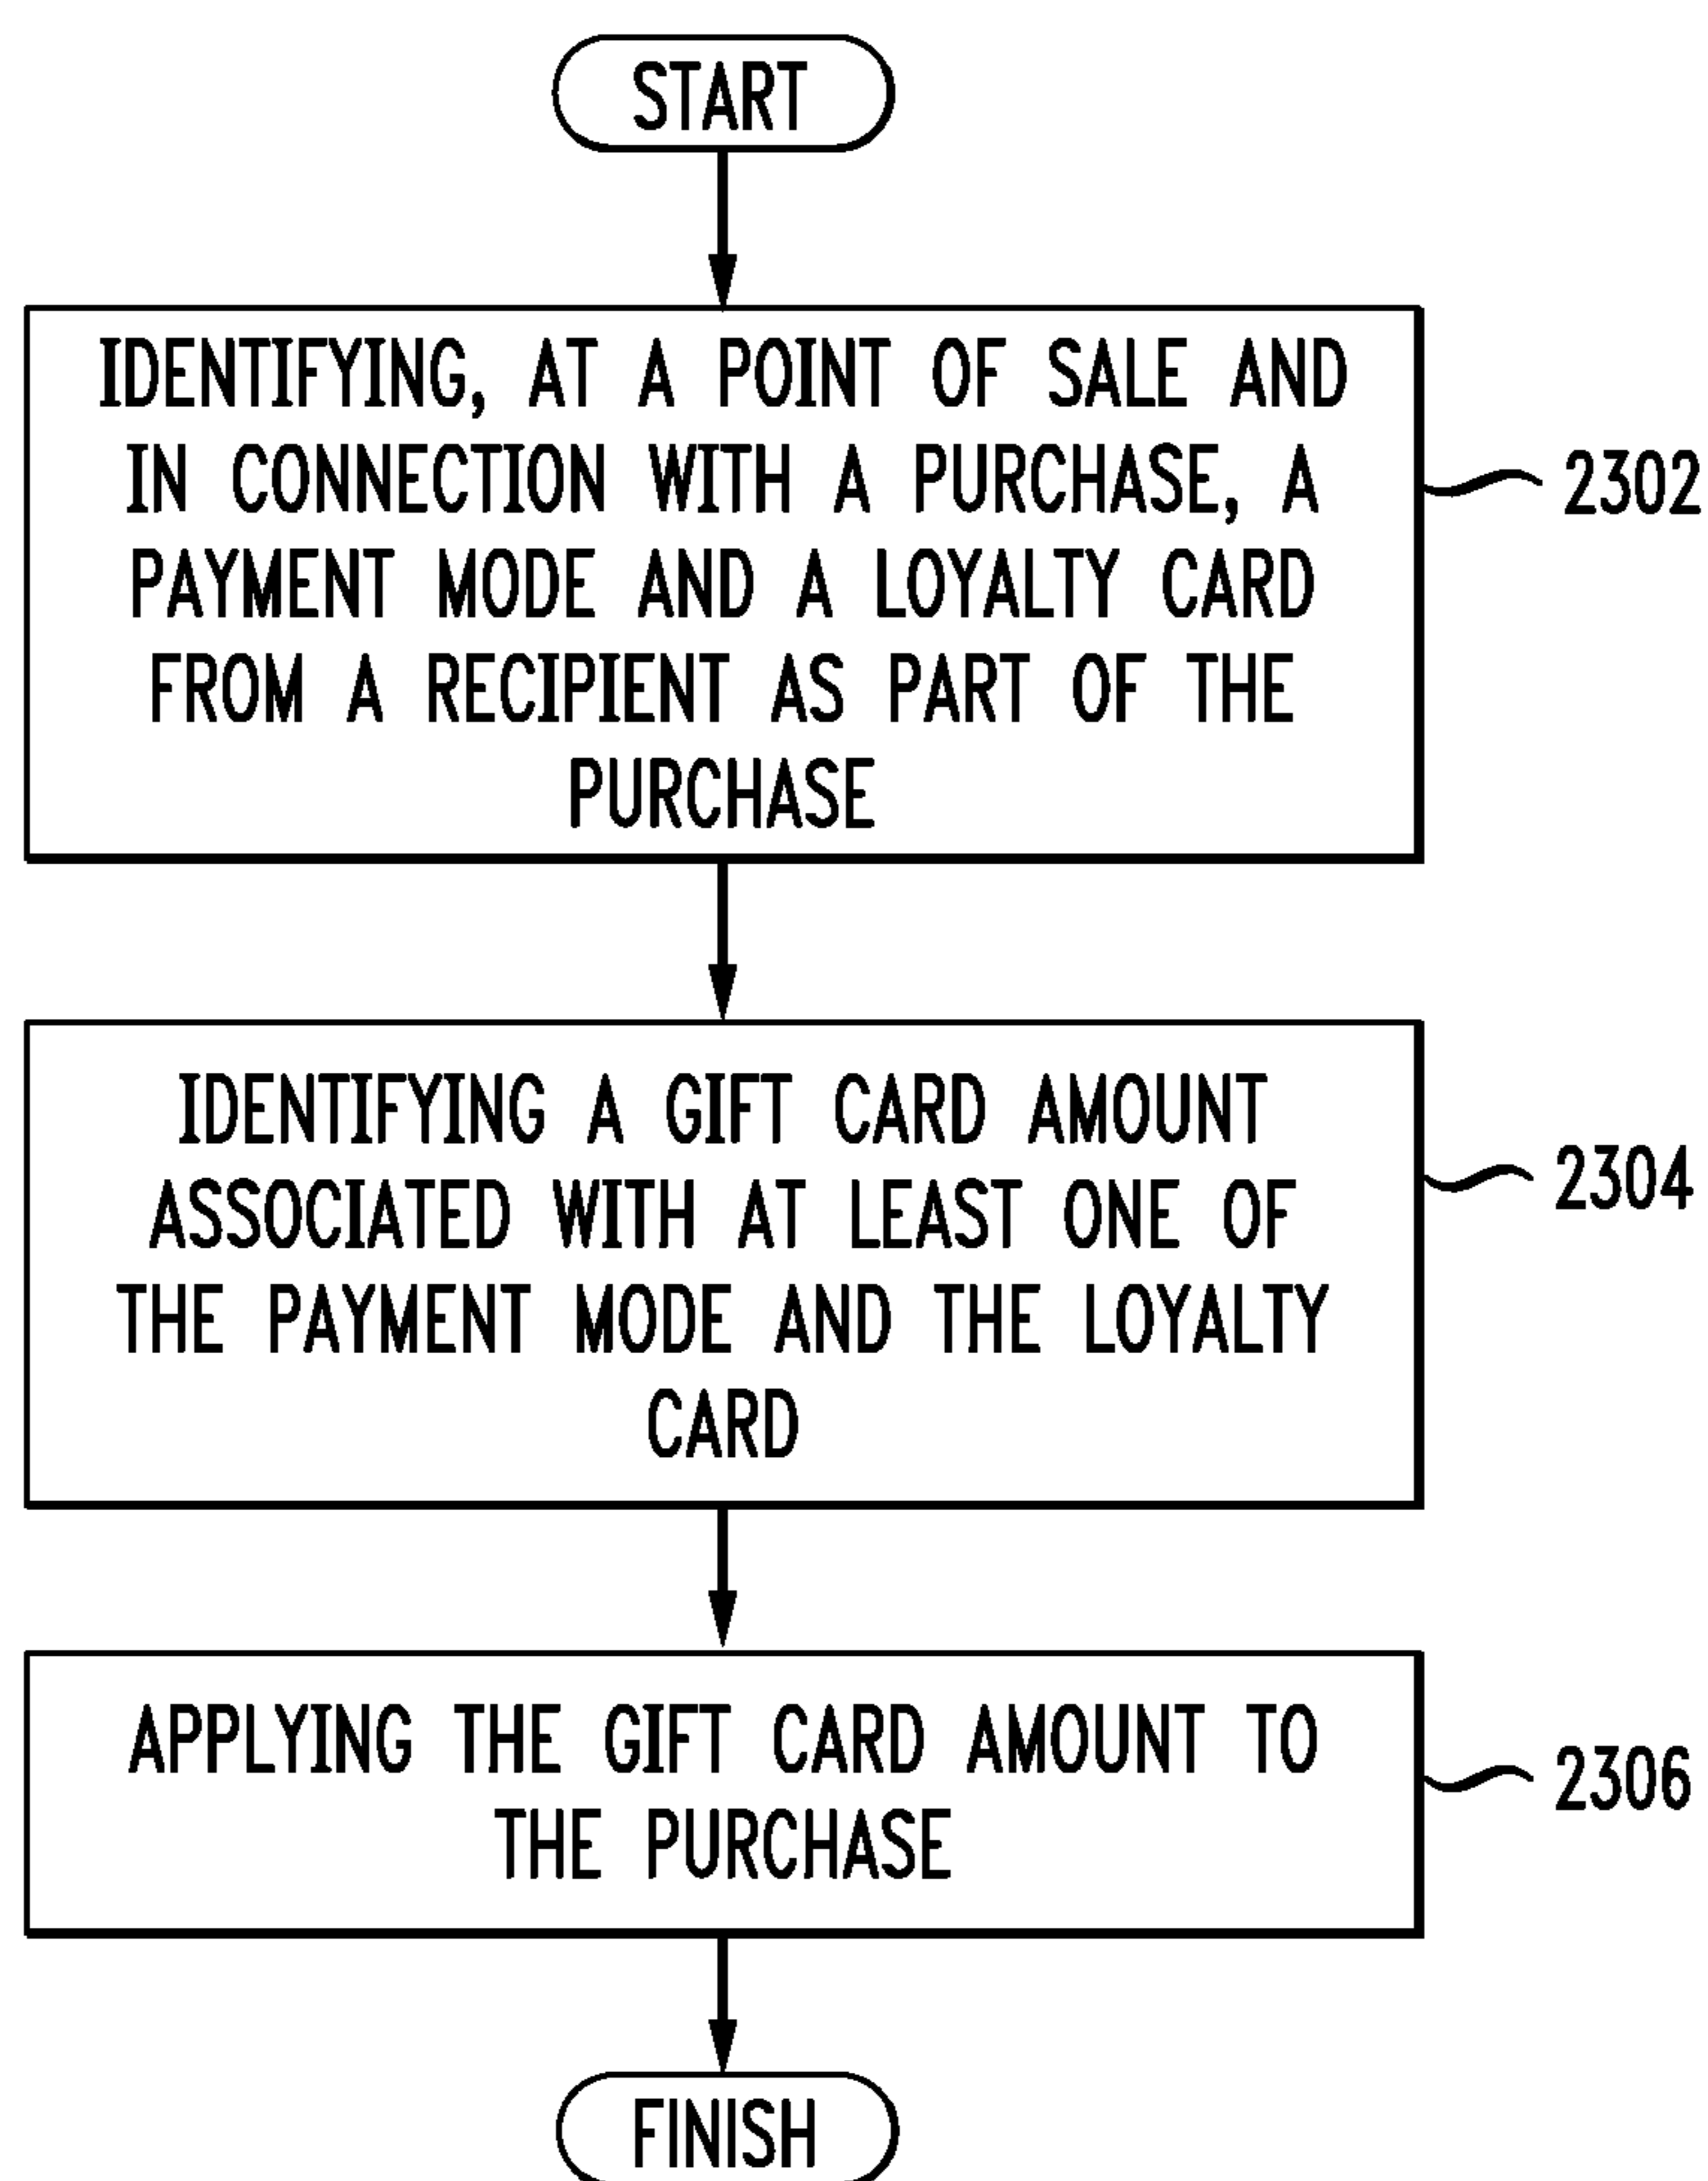 START
IDENTIFYING, AT A POINT OF SALE AND
IN CONNECTION WITH A PURCHASE, A
PAYMENT MODE AND A LOYALTY CARD
FROM A RECIPIENT AS PART OF THE
PURCHASE
2302
IDENTIFYING A GIFT CARD AMOUNT
ASSOCIATED WITH AT LEAST ONE OF
THE PAYMENT MODE AND THE LOYALTY
CARD
2304
APPLYING THE GIFT CARD AMOUNT TO
THE PURCHASE
2306
FINISH